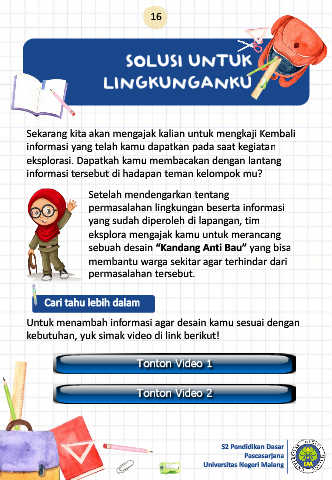 16
SOLUSI UNTUK
LINGKUNGANKU
Sekarang kita akan mengajak kalian untuk mengkaji Kembali
informasi yang telah kamu dapatkan pada saat kegiatan
eksplorasi. Dapatkah kamu membacakan dengan lantang
informasi tersebut di hadapan teman kelompok mu?
Setelah mendengarkan tentang
permasalahan lingkungan beserta informasi
yang sudah diperoleh di lapangan, tim
eksplora mengajak kamu untuk merancang
sebuah desain “Kandang Anti Bau” yang bisa
membantu warga sekitar agar terhindar dari
permasalahan tersebut.
Cari tahu lebih dalam
Untuk menambah informasi agar desain kamu sesuai dengan
kebutuhan, yuk simak video di link berikut!
Tonton Video 1
Tonton Video 2
S2 Pendidikan Dasar
Pascasarjana
Universitas Negeri Malang